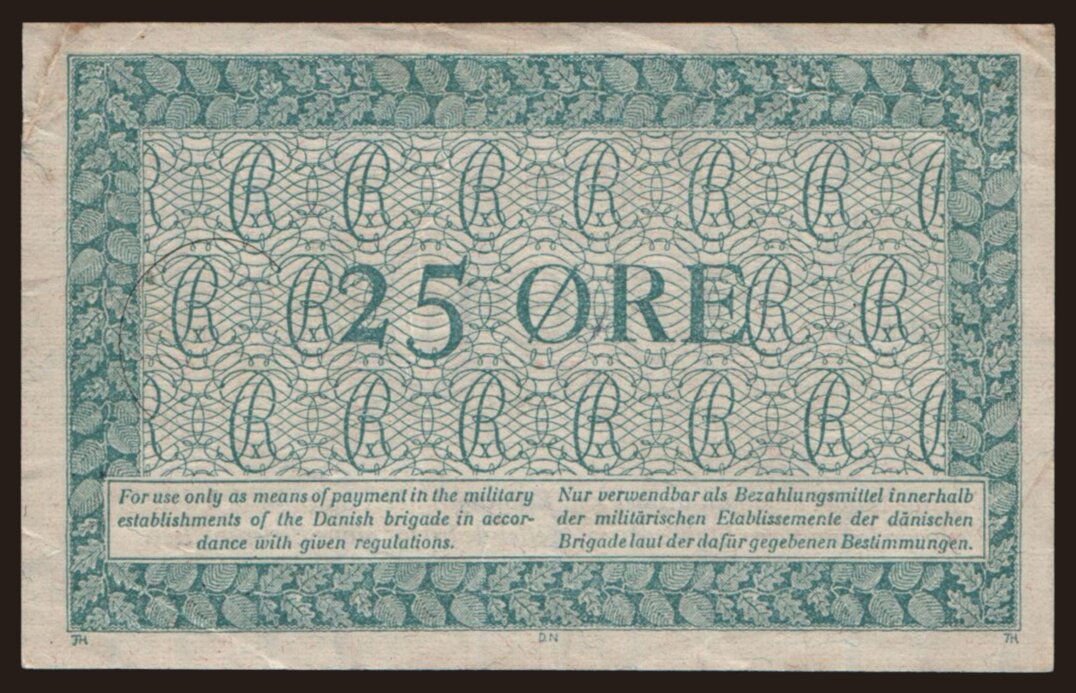 25 ØRE
For use only as means of payment in the military
establishments of the Danish brigade in accor-
dance with given regulations.
Nur verwendbar als Bezahlungsmittel innerhalb
der militärischen Etablissemente der dänischen
Brigade laut der dafür gegebenen Bestimmungen.
TH
D.N
TH